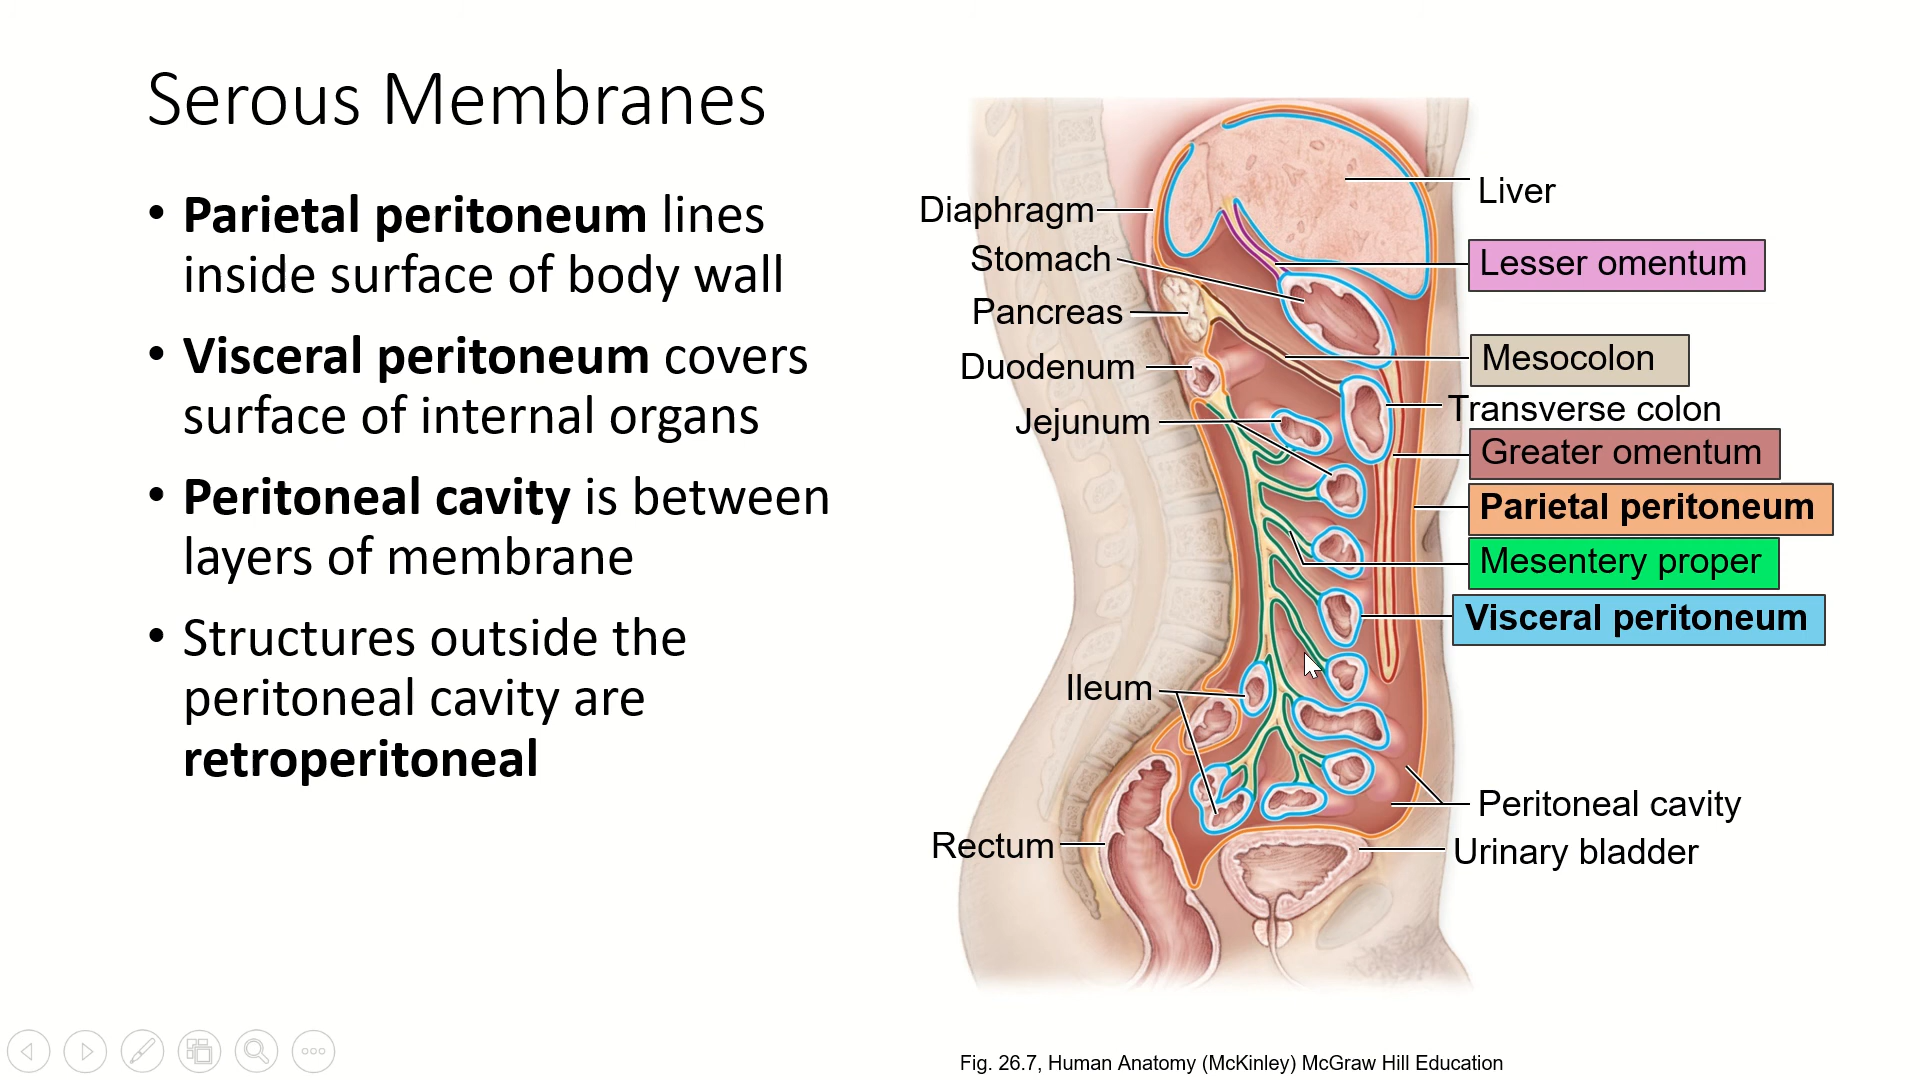 Serous Membranes
• Parietal peritoneum lines
inside surface of body wall
• Visceral peritoneum covers
surface of internal organs
• Peritoneal cavity is between
layers of membrane
• Structures outside the
peritoneal cavity are
retroperitoneal
Diaphragm
Stomach
Pancreas
Duodenum
Jejunum
Ileum
Rectum
Liver
Lesser omentum
Mesocolon
Transverse colon
Greater omentum
Parietal peritoneum
Mesentery proper
Visceral peritoneum
Peritoneal cavity
Urinary bladder
Fig. 26.7, Human Anatomy (McKinley) McGraw Hill Education